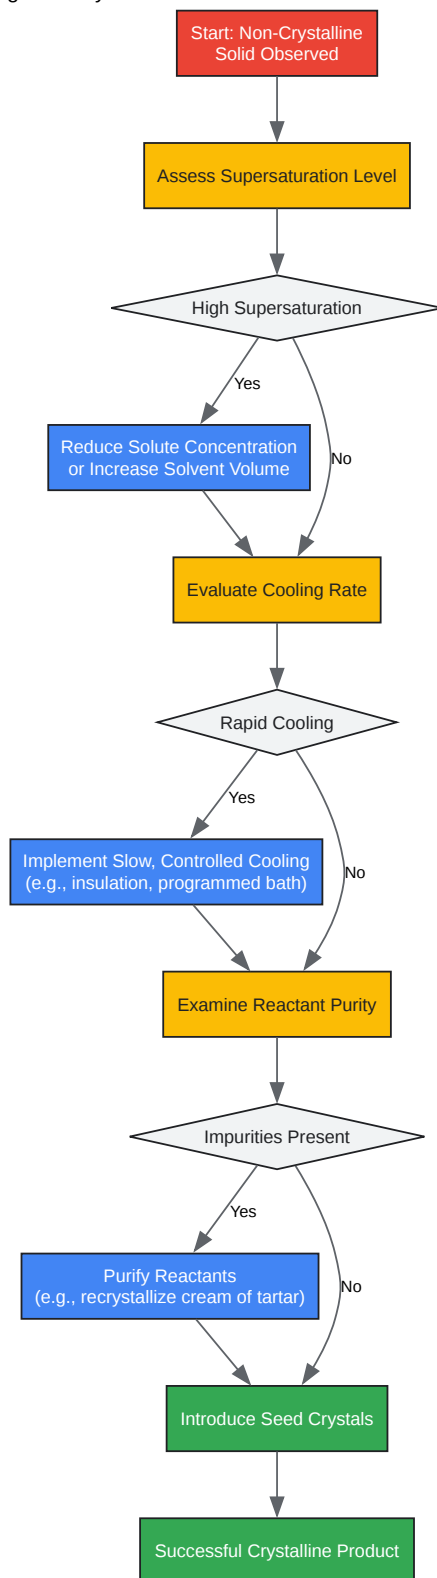 Start: Non-Crystalline
Solid Observed
Assess Supersaturation Level
High Supersaturation
Yes
No
Reduce Solute Concentration
or Increase Solvent Volume
Evaluate Cooling Rate
Rapid Cooling
Yes
No
Implement Slow, Controlled Cooling
(e.g., insulation, programmed bath)
Examine Reactant Purity
Impurities Present
Yes
No
Purify Reactants
(e.g., recrystallize cream of tartar)
Introduce Seed Crystals
Successful Crystalline Product